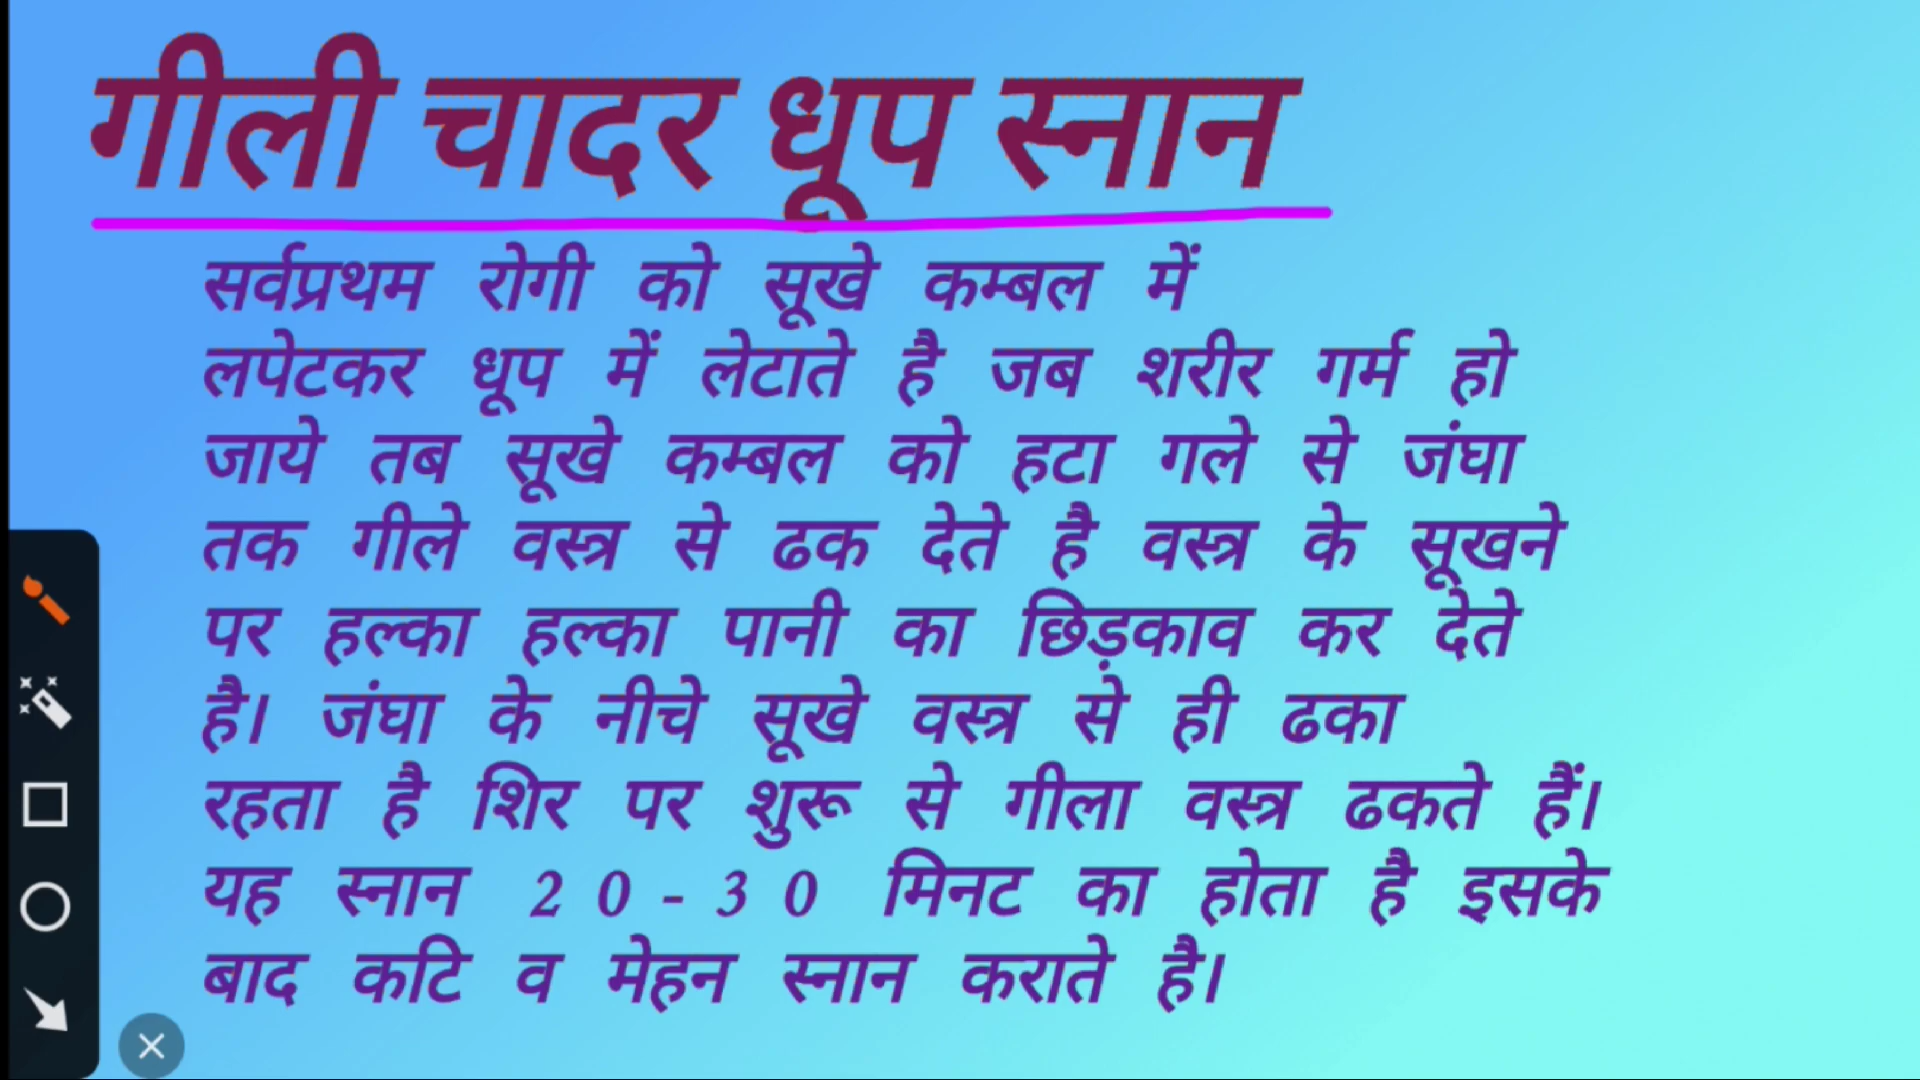 गीली चादर धूप स्नान
सर्वप्रथम रोगी को सूखे कम्बल में
लपेटकर धूप में लेटाते है जब शरीर गर्म हो
जाये तब सूखे कम्बल को हटा गले से जंघा
तक गीले वस्त्र से ढक देते है वस्त्र के सूखने
पर हल्का हल्का पानी का छिड़काव कर देते
है। जंघा के नीचे सूखे वस्त्र से ही ढका
रहता है शिर पर शुरू से गीला वस्त्र ढकते हैं।
यह स्नान 20-30 मिनट का होता है इसके
बाद कटि व मेहन स्नान कराते है।